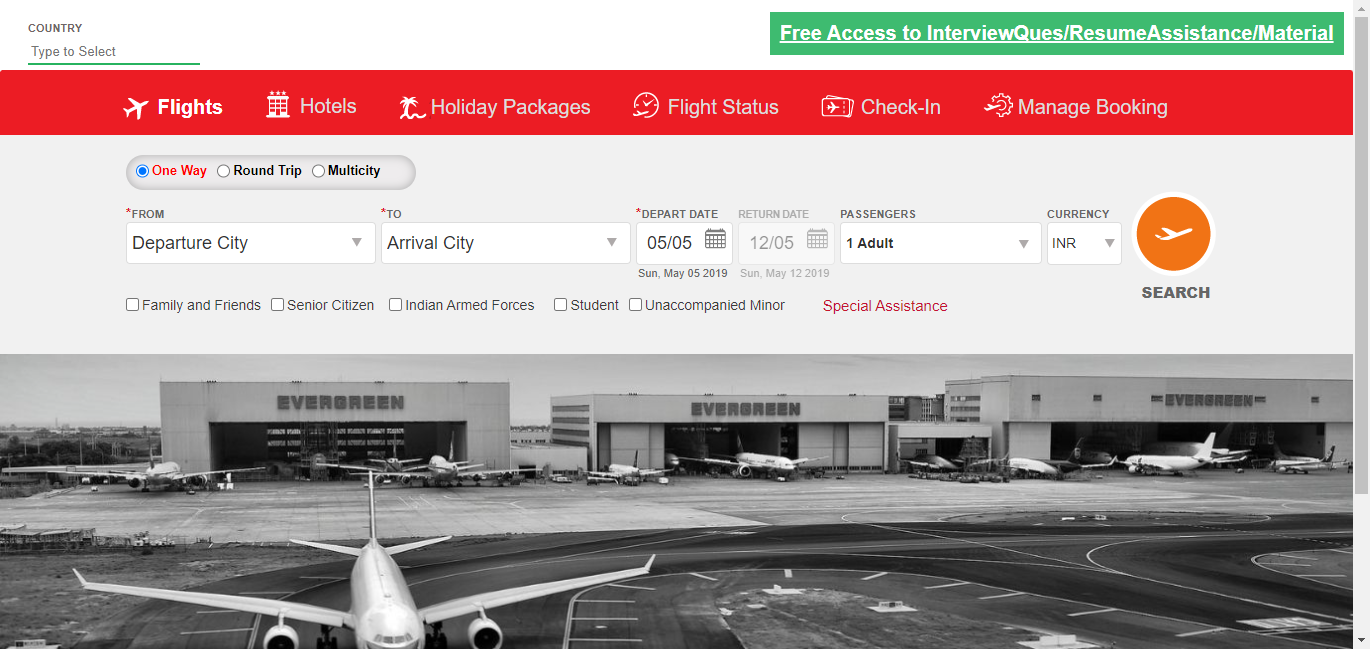 COUNTRY
Type to Select
Free Access to InterviewQues/ResumeAssistance/Material
Flights
Hotels
Holiday Packages
Flight Status
Check-In
Manage Booking
One Way
Round Trip
Multicity
*FROM
*TO
*DEPART DATE
RETURN DATE
PASSENGERS
CURRENCY
Departure City
Arrival City
05/05
12/05
1 Adult
INR
Sun, May 05 2019
Sun, May 12 2019
SEARCH
Family and Friends
Senior Citizen
Indian Armed Forces
Student
Unaccompanied Minor
Special Assistance
EVERGREEN
EVERGREEN
EVERGREEN